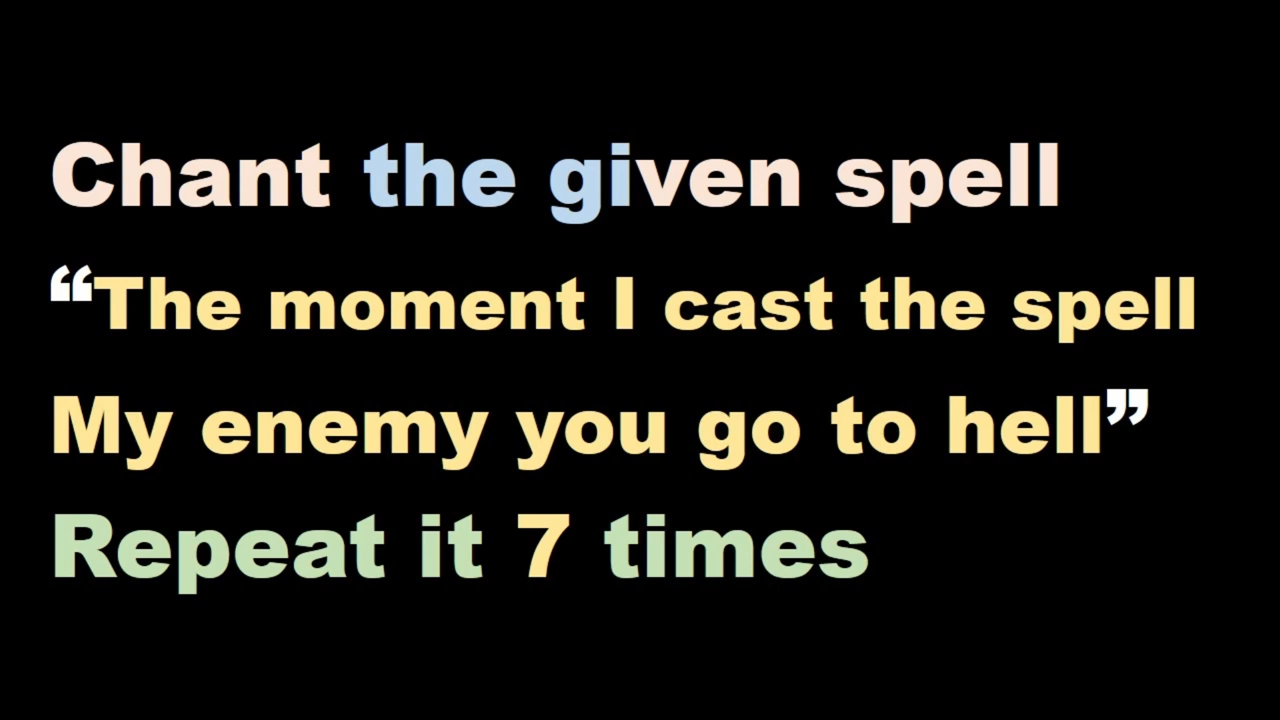 Chant the given spell
“The moment I cast the spell
My enemy you go to hell”
Repeat it 7 times